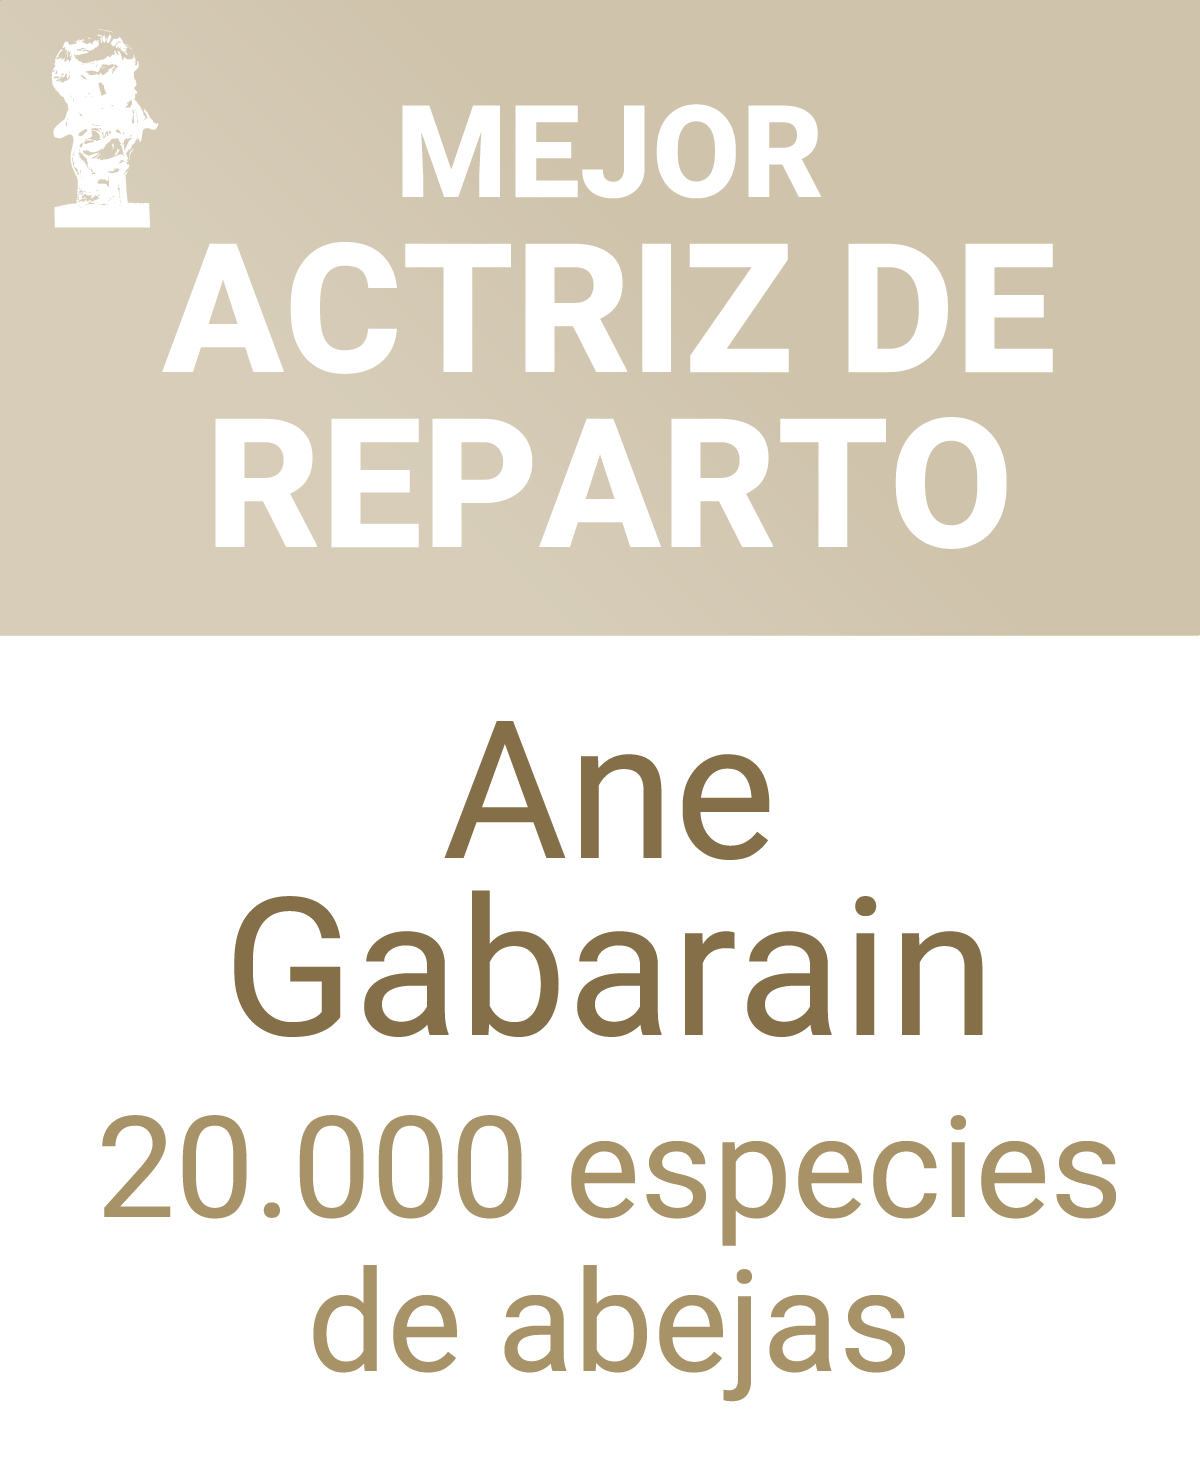 MEJOR
ACTRIZ DE
REPARTO
Ane
Gabarain
20.000 especies
de abejas